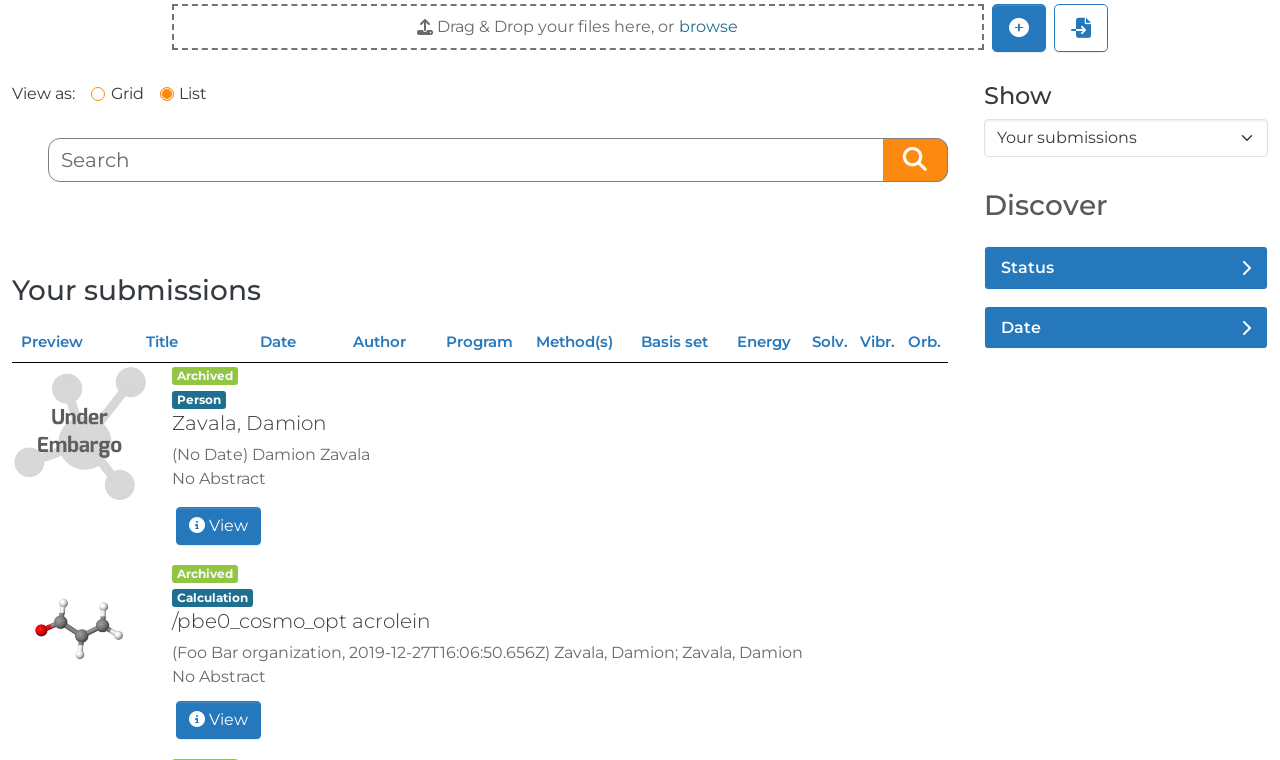 Drag & Drop your files here, or browse
View as: Grid List
Search
Show
Your submissions
Discover
Status
Date
Your submissions
Preview Title Date Author Program Method(s) Basis set Energy Solv. Vibr. Orb.
Under
Embargo
Archived
Person
Zavala, Damion
(No Date) Damion Zavala
No Abstract
View
Archived
Calculation
/pbe0_cosmo_opt acrolein
(Foo Bar organization, 2019-12-27T16:06:50.656Z) Zavala, Damion; Zavala, Damion
No Abstract
View